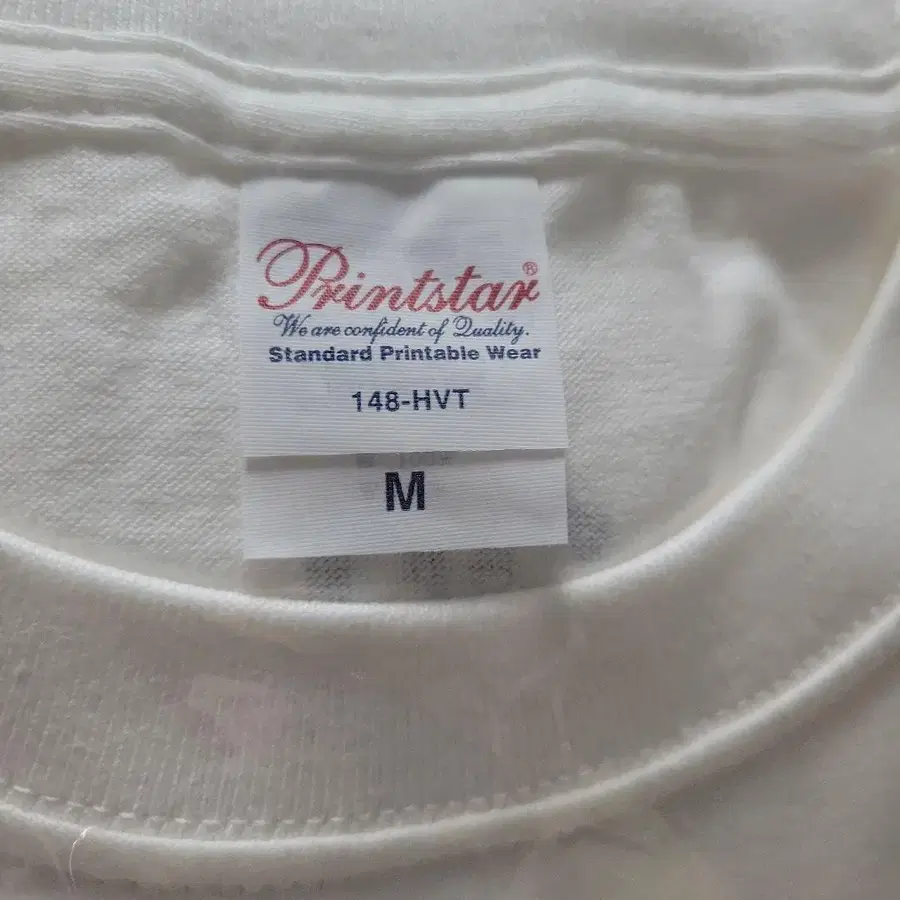 Printstar®
We are confident of Quality.
Standard Printable Wear
148-HVT
M